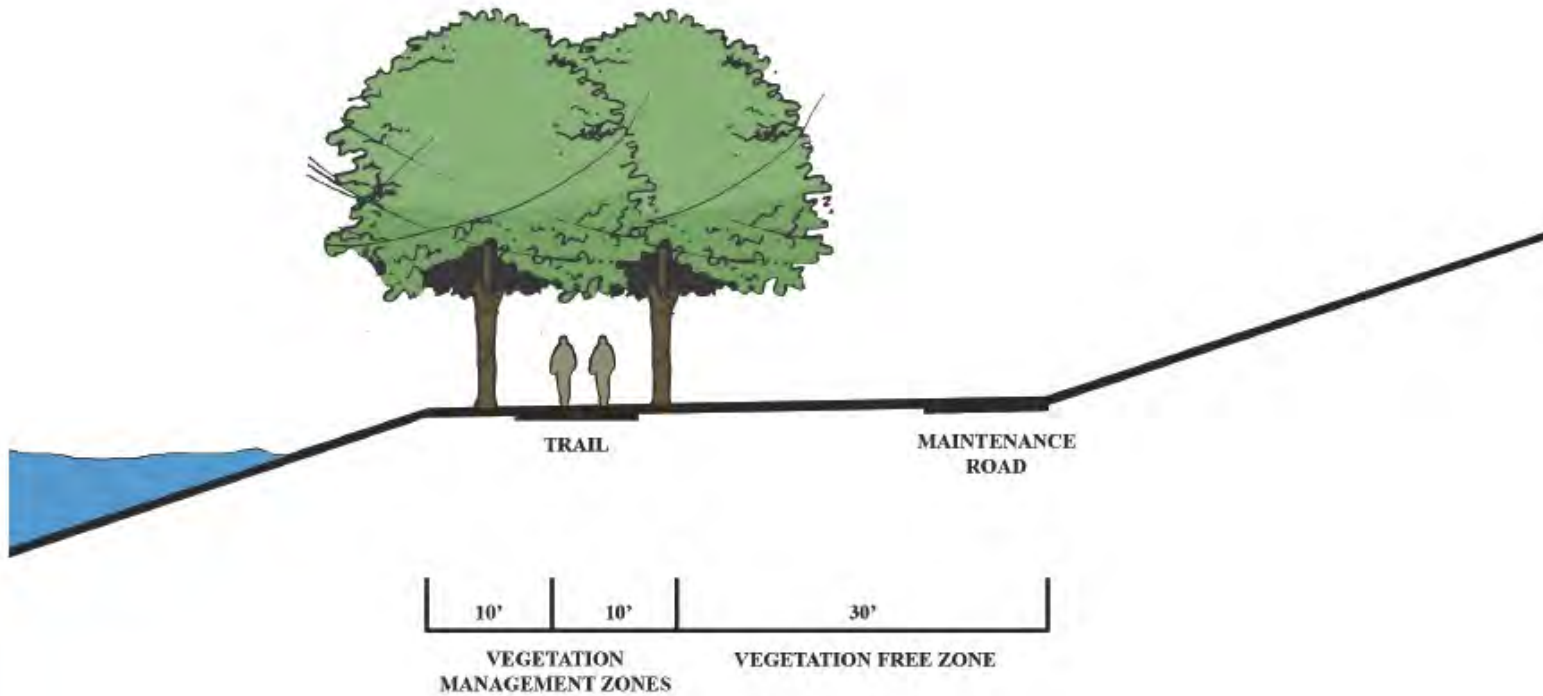 TRAIL
MAINTENANCE
ROAD
10'
10'
30'
VEGETATION
MANAGEMENT ZONES
VEGETATION FREE ZONE